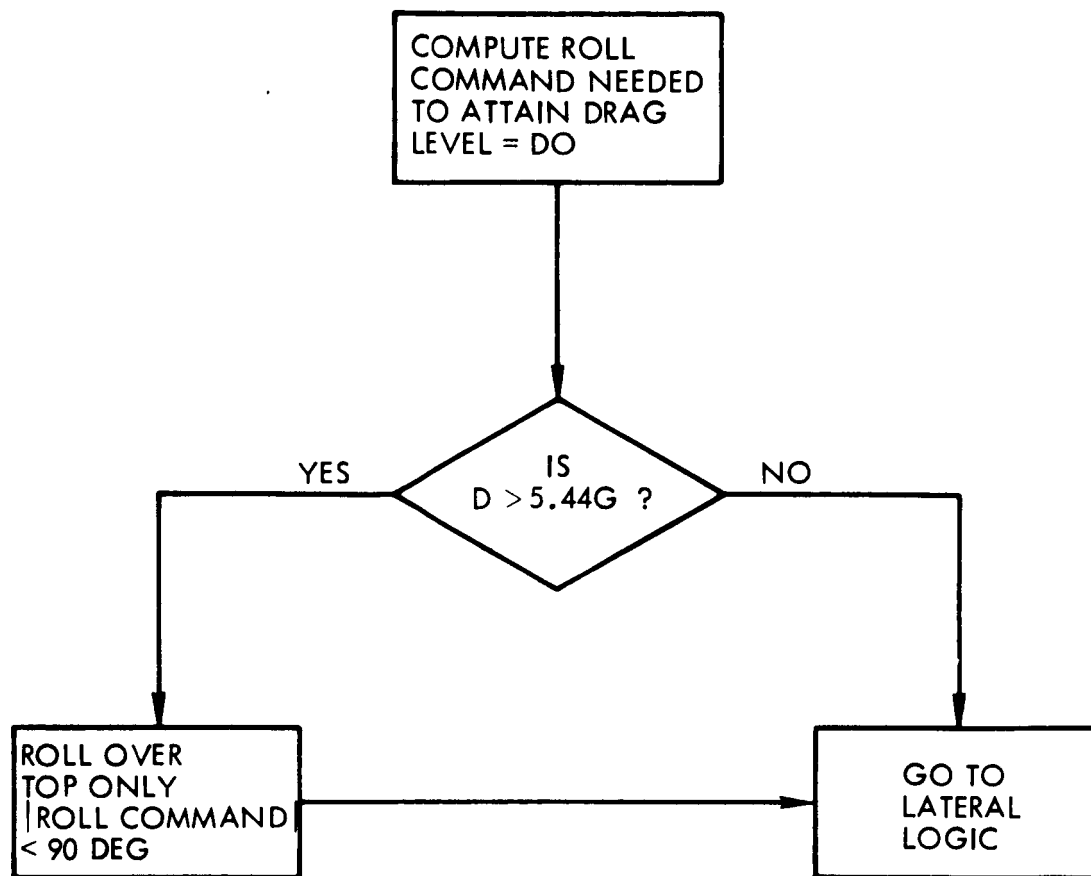 COMPUTE ROLL
COMMAND NEEDED
TO ATTAIN DRAG
LEVEL = DO
IS
D > 5.44G ?
YES
NO
ROLL OVER
TOP ONLY
|ROLL COMMAND|
< 90 DEG
GO TO
LATERAL
LOGIC